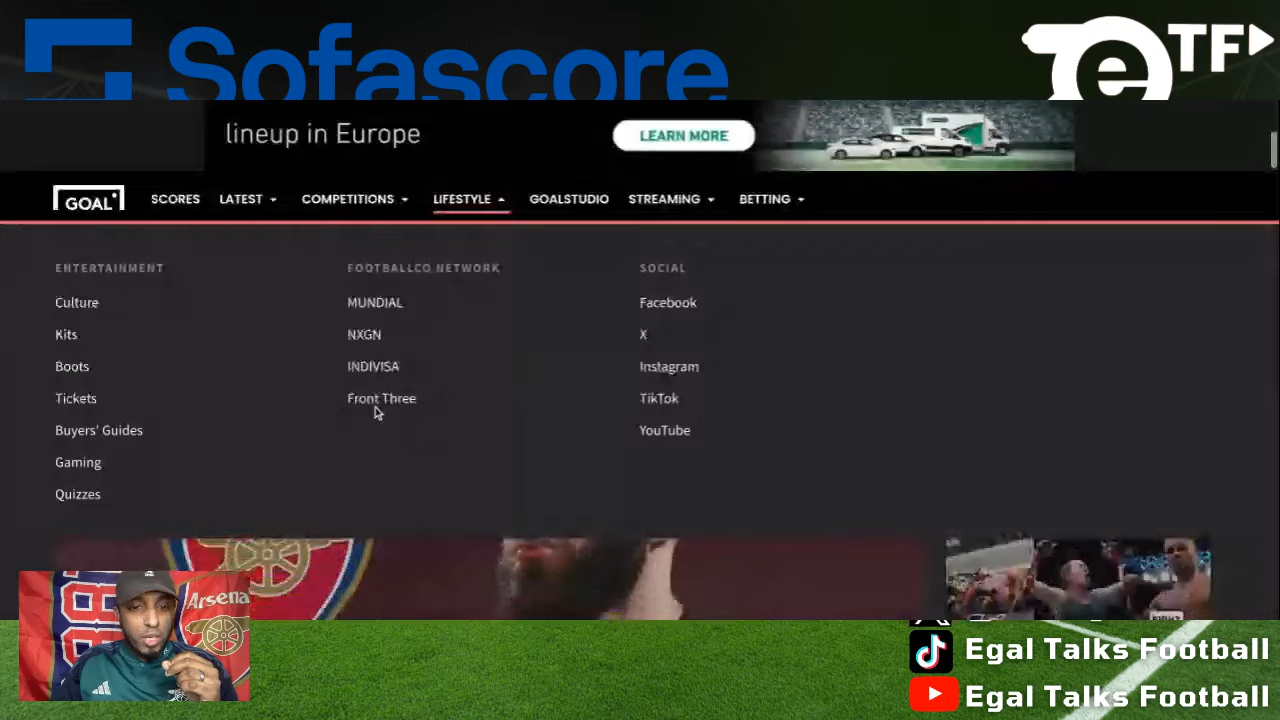 Sofascore
eTF
lineup in Europe
LEARN MORE
GOAL
SCORES
LATEST
COMPETITIONS
LIFESTYLE
GOALSTUDIO
STREAMING
BETTING
ENTERTAINMENT
Culture
Kits
Boots
Tickets
Buyers' Guides
Gaming
Quizzes
FOOTBALLCO NETWORK
MUNDIAL
NXGN
INDIVISA
Front Three
SOCIAL
Facebook
X
Instagram
TikTok
YouTube
Arsenal
Egal Talks Football
Egal Talks Football